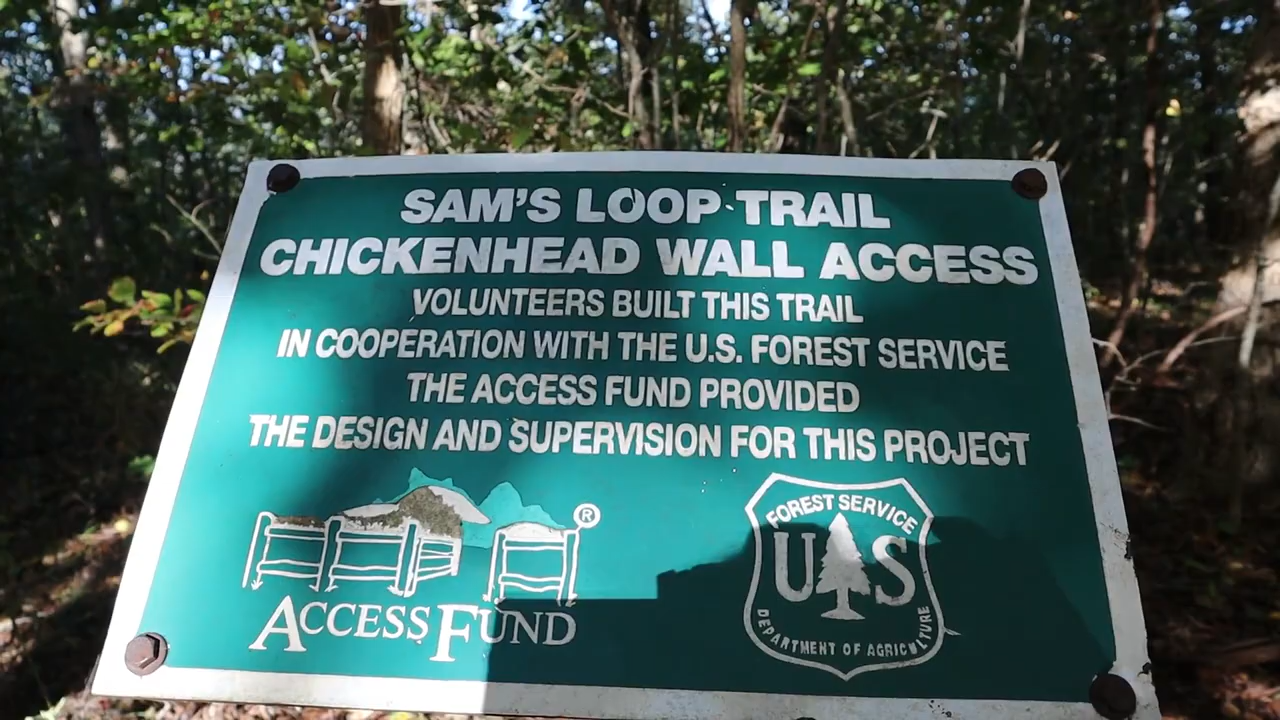 SAM'S LOOP TRAIL
CHICKENHEAD WALL ACCESS
VOLUNTEERS BUILT THIS TRAIL
IN COOPERATION WITH THE U.S. FOREST SERVICE
THE ACCESS FUND PROVIDED
THE DESIGN AND SUPERVISION FOR THIS PROJECT
®
ACCESS FUND
FOREST SERVICE
U S
DEPARTMENT OF AGRICULTURE